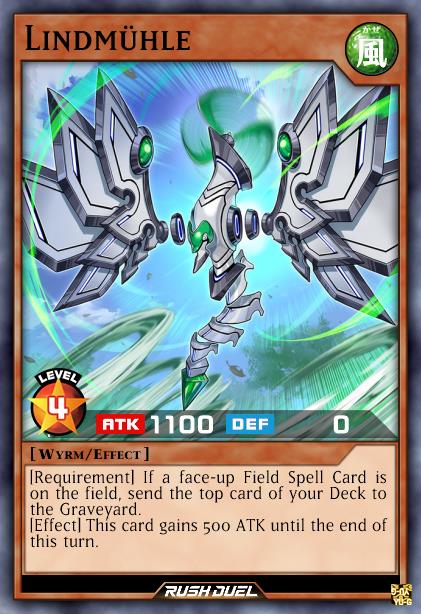 LINDMÜHLE
かぜ
風
LEVEL
4
ATK 1100 DEF 0
[WYRM/EFFECT]
[Requirement] If a face-up Field Spell Card is
on the field, send the top card of your Deck to
the Graveyard.
[Effect] This card gains 500 ATK until the end of
this turn.
RUSH DUEL